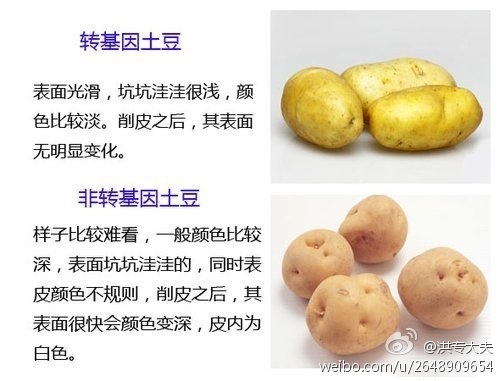 转基因土豆
表面光滑，坑坑洼洼很浅，颜
色比较淡。削皮之后，其表面
无明显变化。
非转基因土豆
样子比较难看，一般颜色比较
深，表面坑坑洼洼的，同时表
皮颜色不规则，削皮之后，其
表面很快会颜色变深，皮内为
白色。
@洪专大夫
weibo.com/u/2648909654